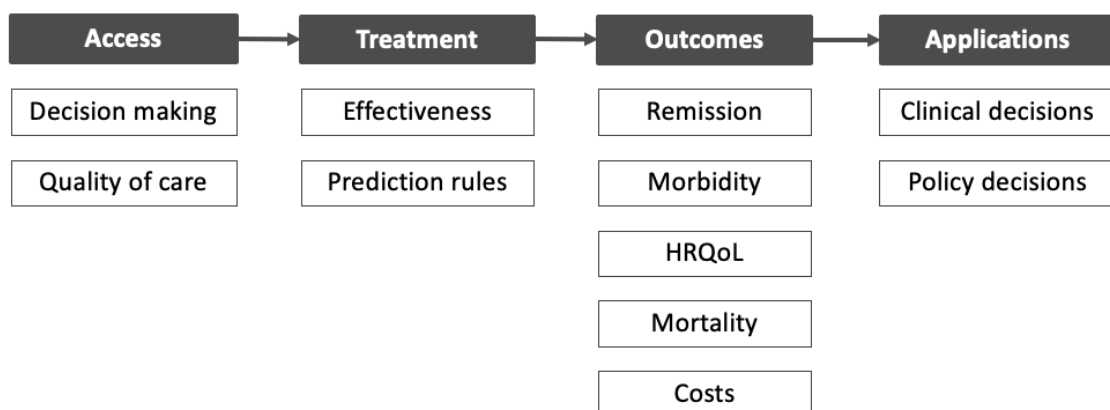 Access
Treatment
Outcomes
Applications
Decision making
Effectiveness
Remission
Clinical decisions
Quality of care
Prediction rules
Morbidity
Policy decisions
HRQoL
Mortality
Costs